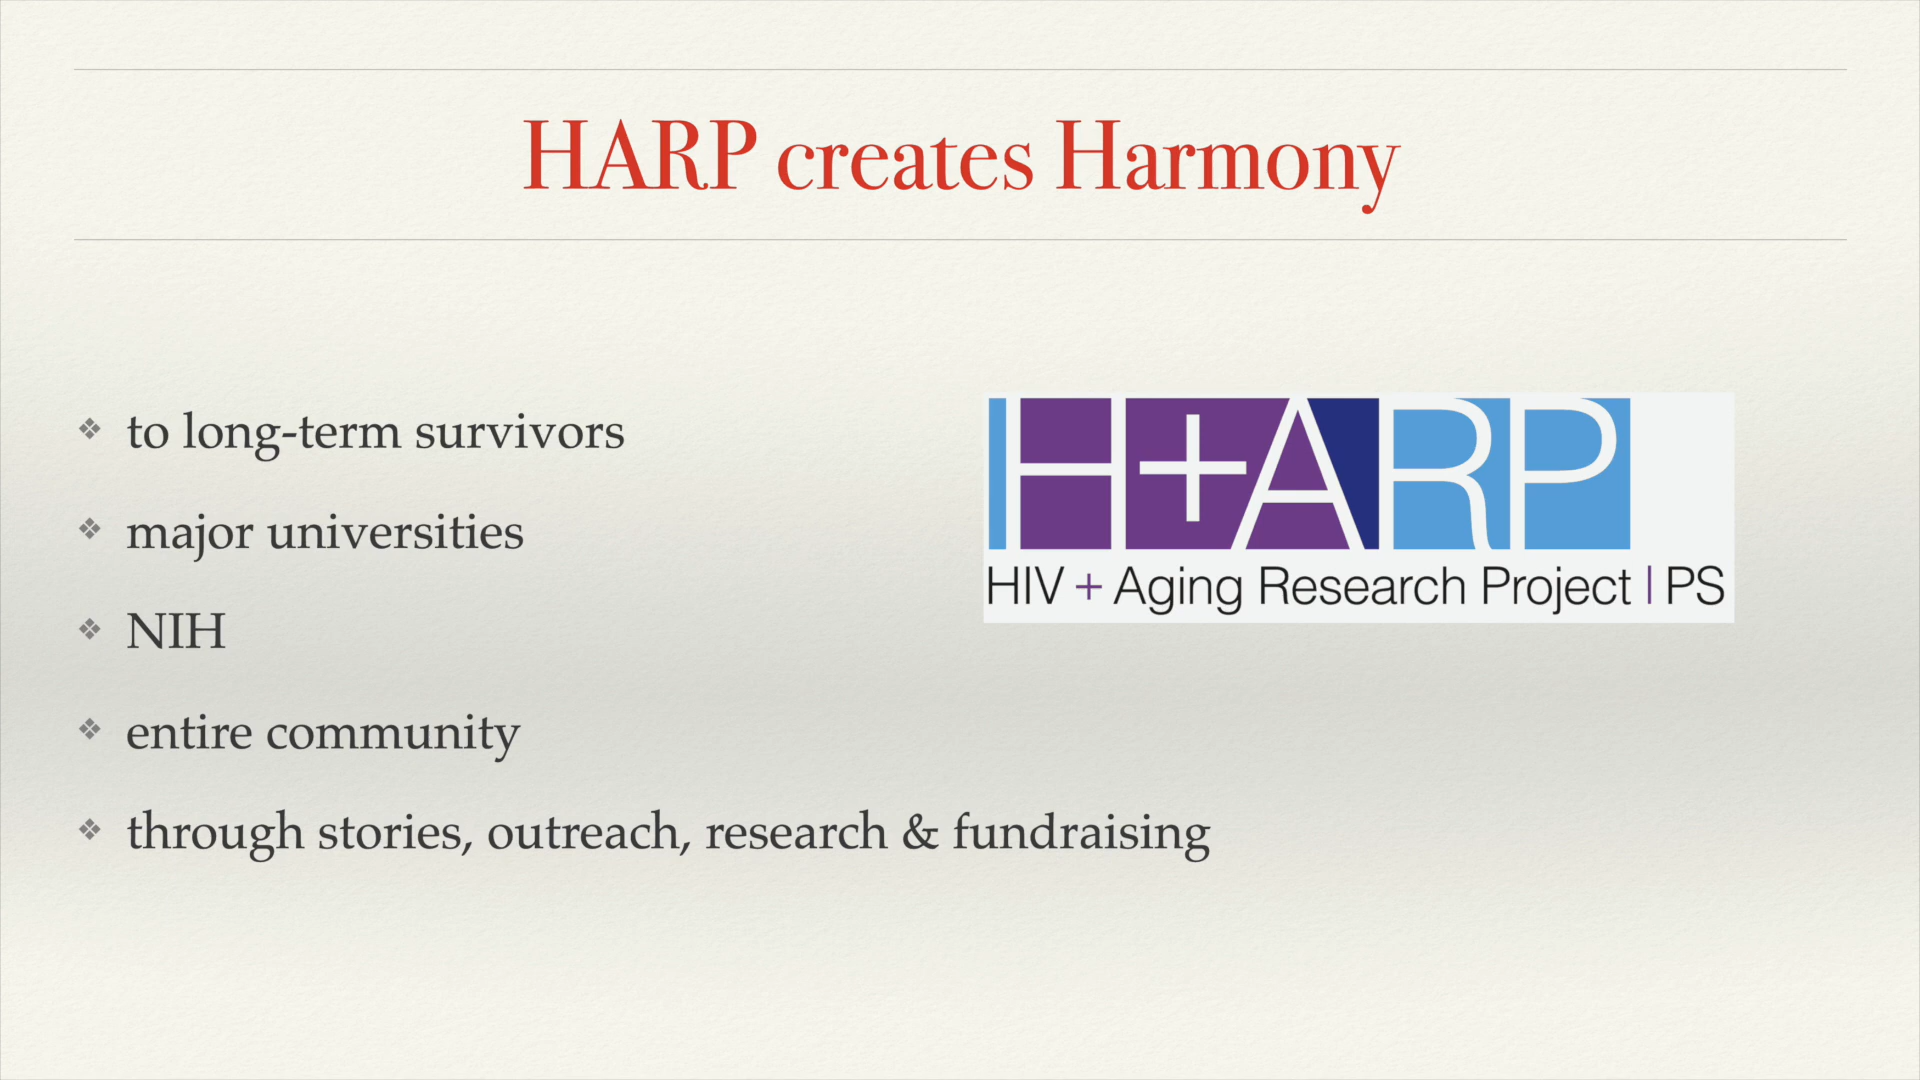 HARP creates Harmony
to long-term survivors
major universities
NIH
entire community
through stories, outreach, research & fundraising
H+ARP
HIV + Aging Research Project | PS